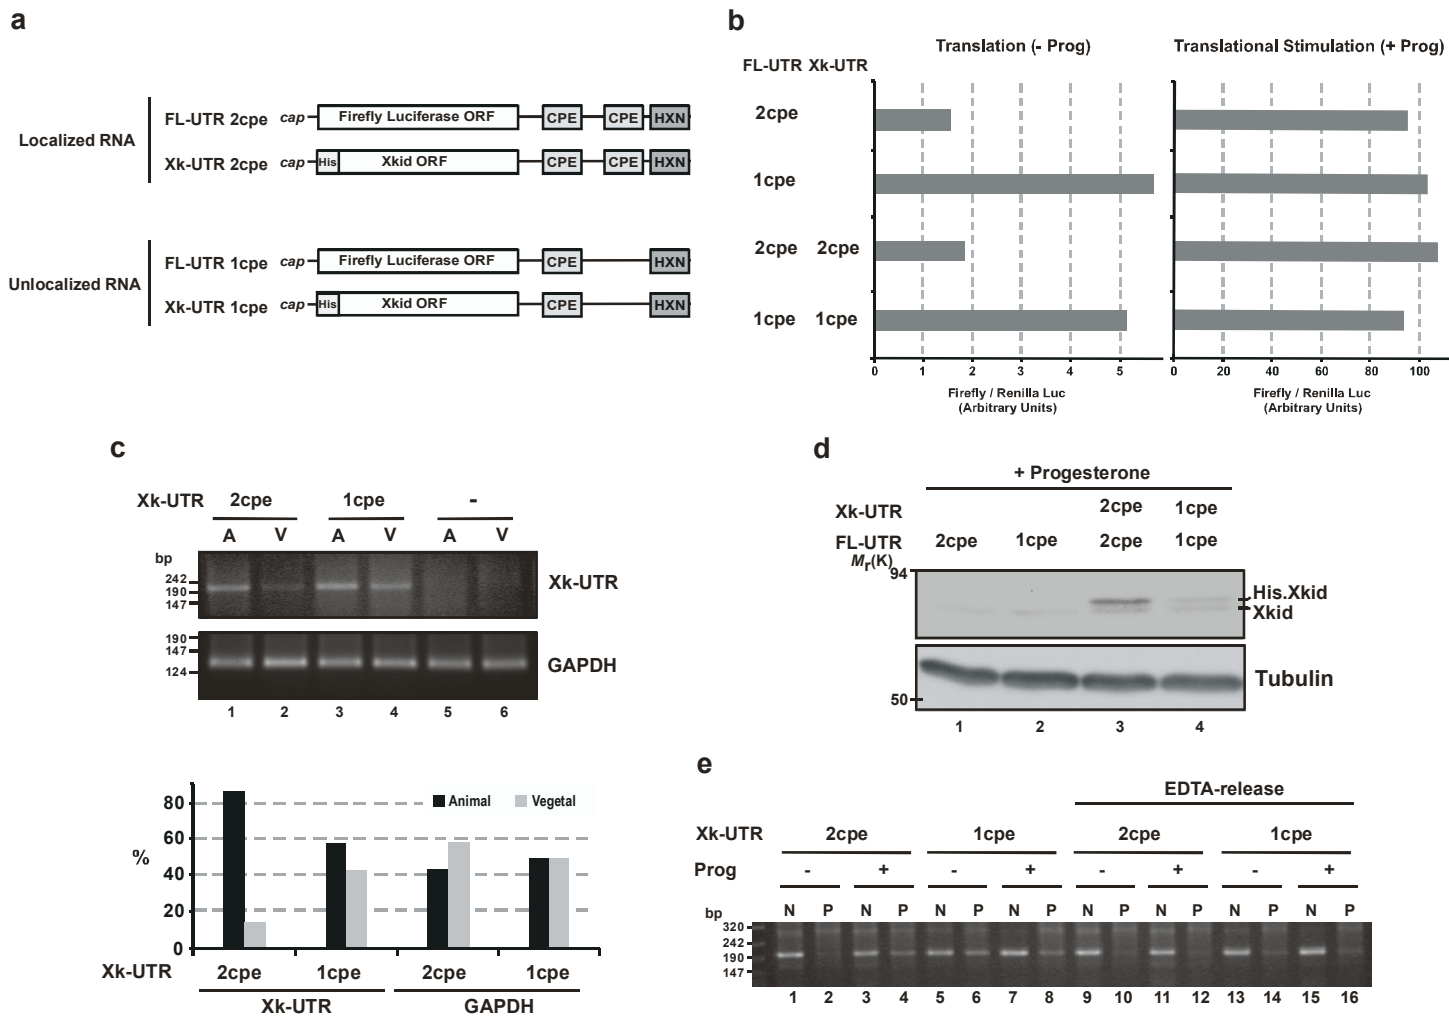 a
Localized RNA
FL-UTR 2cpe cap Firefly Luciferase ORF CPE CPE HXN
Xk-UTR 2cpe cap His Xkid ORF CPE CPE HXN
Unlocalized RNA
FL-UTR 1cpe cap Firefly Luciferase ORF CPE HXN
Xk-UTR 1cpe cap His Xkid ORF CPE HXN
b
Translation (- Prog) Translational Stimulation (+ Prog)
FL-UTR Xk-UTR
2cpe
1cpe
2cpe 2cpe
1cpe 1cpe
0 1 2 3 4 5 0 20 40 60 80 100
Firefly / Renilla Luc Firefly / Renilla Luc
(Arbitrary Units) (Arbitrary Units)
c
Xk-UTR 2cpe 1cpe -
A V A V A V
bp
242
190
147
Xk-UTR
190
147
124
GAPDH
1 2 3 4 5 6
Animal Vegetal
80
60
%
40
20
0
Xk-UTR 2cpe 1cpe 2cpe 1cpe
Xk-UTR GAPDH
d
+ Progesterone
Xk-UTR 2cpe 1cpe
FL-UTR 2cpe 1cpe 2cpe 1cpe
Mr(K)
94
His.Xkid
Xkid
Tubulin
50
1 2 3 4
e
EDTA-release
Xk-UTR 2cpe 1cpe 2cpe 1cpe
Prog - + - + - + - +
bp N P N P N P N P N P N P N P N P
320
242
190
147
1 2 3 4 5 6 7 8 9 10 11 12 13 14 15 16